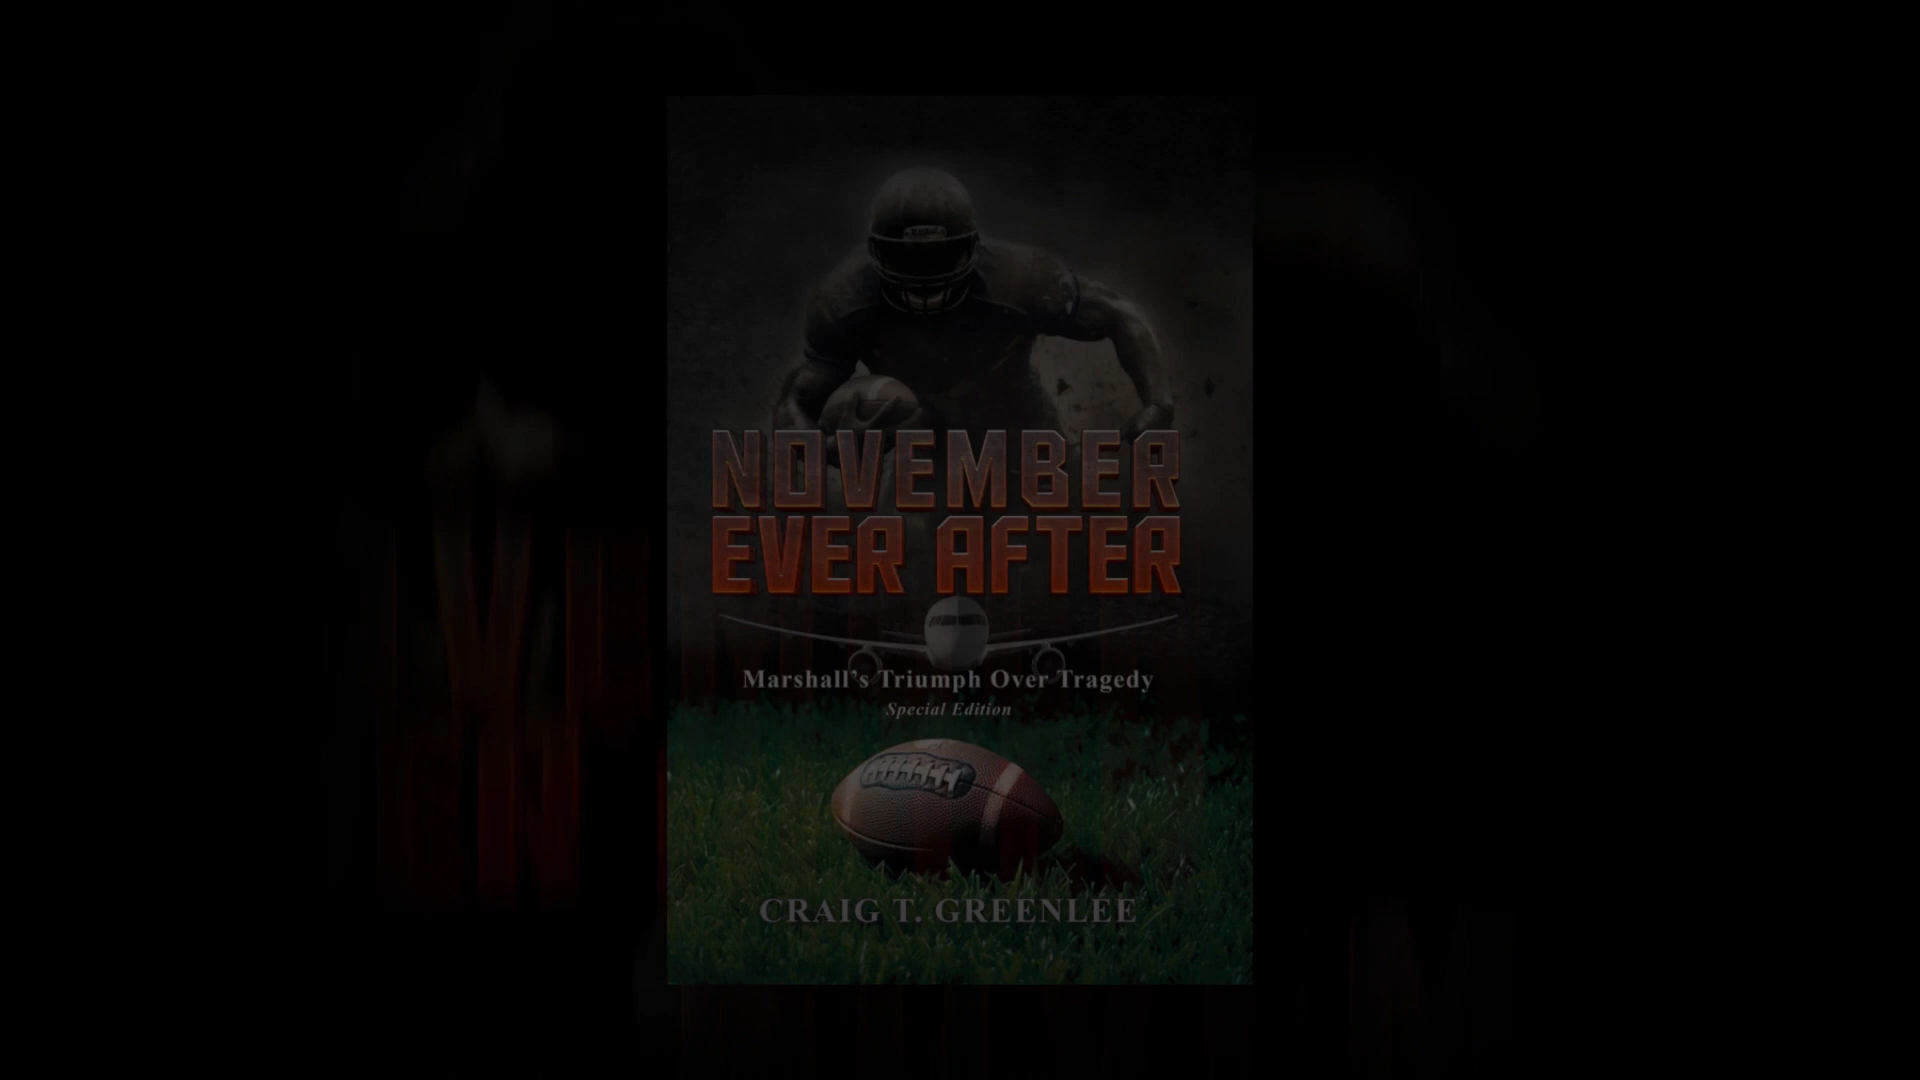 NOVEMBER
EVER AFTER
Marshall's Triumph Over Tragedy
Special Edition
CRAIG T. GREENLEE